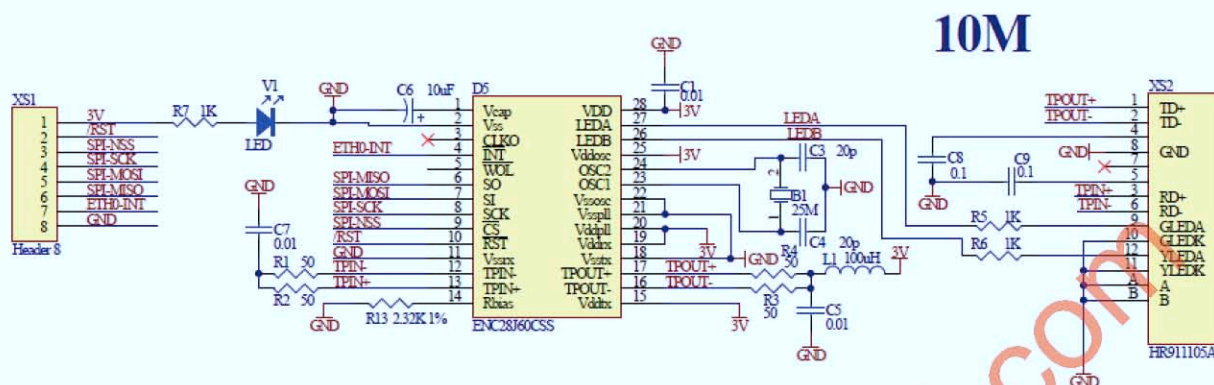 10M
XS1
1 3V
2 /RST
3 SPI-NSS
4 SPI-SCK
5 SPI-MOSI
6 SPI-MISO
7 ETH0-INT
8 GND
Header 8
R7 1K
V1
LED
GND
C6 10uF
D5
1 Vcap
2 Vss
3 CLKO
ETH0-INT 4 INT
5 WOL
SPI-MISO 6 SO
SPI-MOSI 7 SI
SPI-SCK 8 SCK
SPI-NSS 9 CS
/RST 10 RST
GND 11 Vssrx
TPIN- 12 TPIN-
TPIN+ 13 TPIN+
14 Rbias
ENC28J60CSS
GND
C7
0.01
R1 50
R2 50
GND
R13 2.32K 1%
VDD 28
LEDA 27
LEDB 26
Vddosc 25
OSC2 24
OSC1 23
Vssosc 22
Vsspll 21
Vddpll 20
Vddrx 19
Vsstx 18
TPOUT+ 17 TPOUT+
TPOUT- 16 TPOUT-
Vddtx 15
GND
C1
0.01
3V
3V
LEDA
LEDB
C3 20p
2
B1
1
25M
GND
C4 20p
3V
GND
R4
50
L1 100uH
3V
R3
50
C5
0.01
3V
GND
XS2
TPOUT+ 1 TD+
TPOUT- 2 TD-
4
GND 8 GND
7
5
TPIN+ 3 RD+
TPIN- 6 RD-
9 GLEDA
10 GLEDK
12 YLEDA
11 YLEDK
A A
B B
HR911105A
C8
0.1
C9
0.1
GND
R5 1K
R6 1K
GND
com